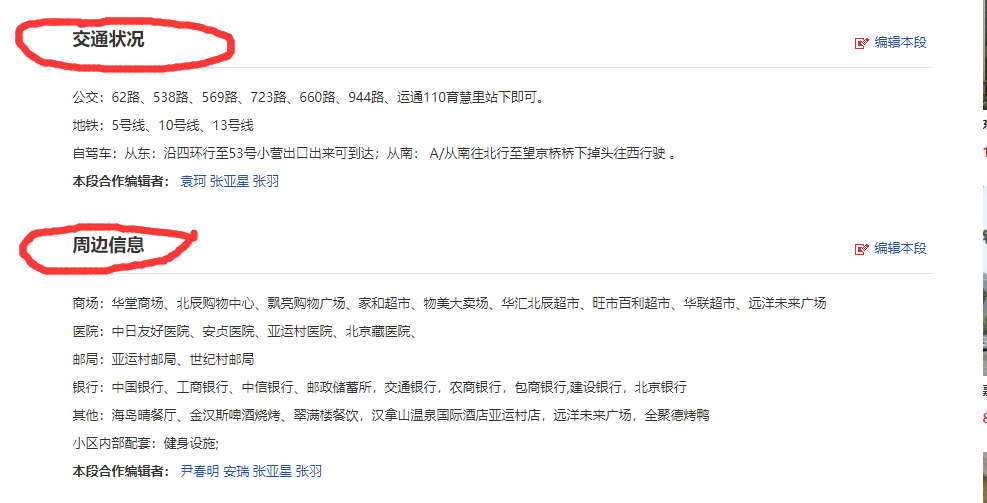 交通状况
编辑本段
公交：62路、538路、569路、723路、660路、944路、运通110育慧里站下即可。
地铁：5号线、10号线、13号线
自驾车：从东：沿四环行至53号小营出口出来可到达；从南： A/从南往北行至望京桥桥下掉头往西行驶 。
本段合作编辑者： 袁珂 张亚星 张羽
周边信息
编辑本段
商场：华堂商场、北辰购物中心、飘亮购物广场、家和超市、物美大卖场、华汇北辰超市、旺市百利超市、华联超市、远洋未来广场
医院：中日友好医院、安贞医院、亚运村医院、北京藏医院、
邮局：亚运村邮局、世纪村邮局
银行：中国银行、工商银行、中信银行、邮政储蓄所，交通银行，农商银行，包商银行,建设银行，北京银行
其他：海岛晴餐厅、金汉斯啤酒烧烤、翠满楼餐饮，汉拿山温泉国际酒店亚运村店，远洋未来广场，全聚德烤鸭
小区内部配套：健身设施;
本段合作编辑者： 尹春明 安瑞 张亚星 张羽